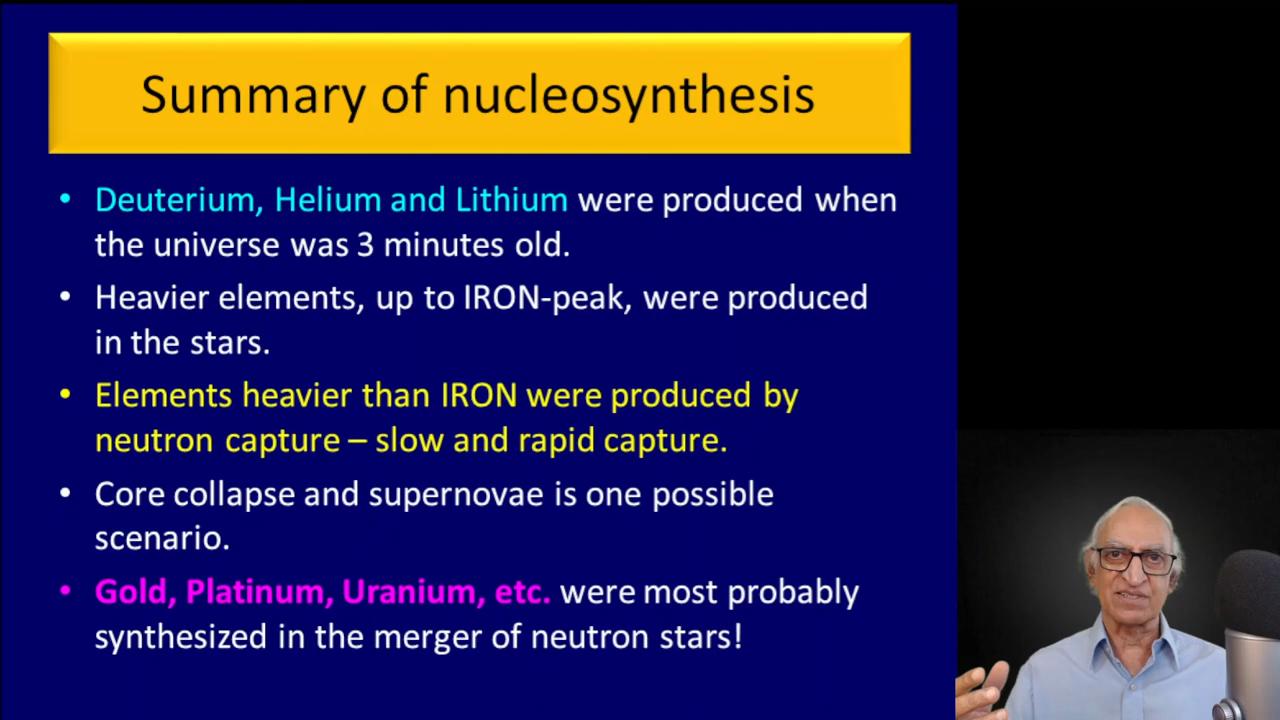 Summary of nucleosynthesis
• Deuterium, Helium and Lithium were produced when
the universe was 3 minutes old.
• Heavier elements, up to IRON-peak, were produced
in the stars.
• Elements heavier than IRON were produced by
neutron capture – slow and rapid capture.
• Core collapse and supernovae is one possible
scenario.
• Gold, Platinum, Uranium, etc. were most probably
synthesized in the merger of neutron stars!